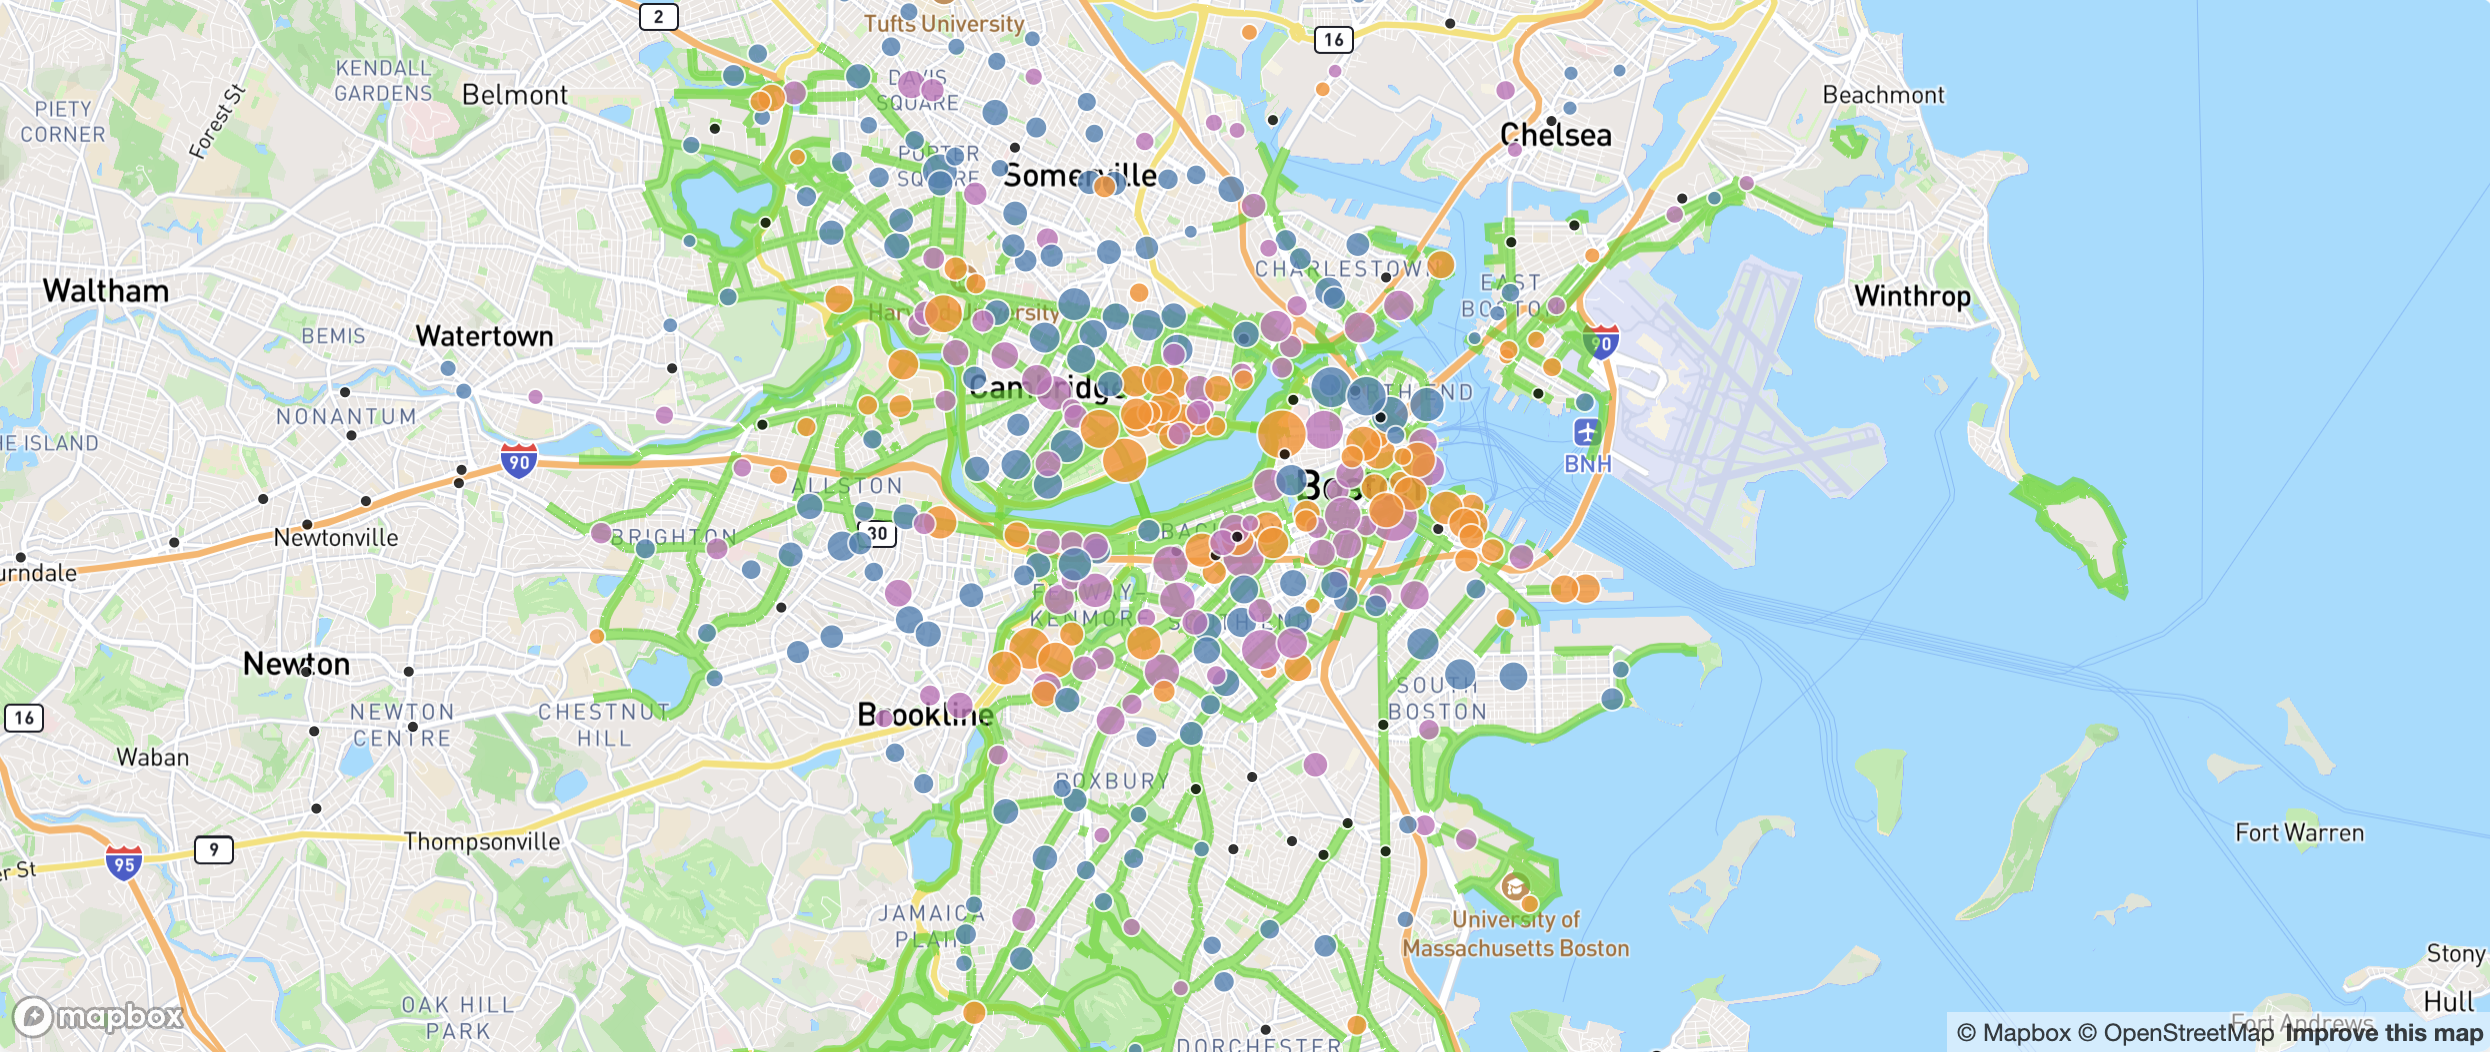 2
Tufts University
16
KENDALL
GARDENS
Belmont
DAVIS
SQUARE
Beachmont
PIETY
CORNER
Forest St
Chelsea
PORTER
SQUARE
Somerville
CHARLESTOWN
EAST
BOSTON
Waltham
Winthrop
Harvard University
BEMIS
Watertown
90
Cambridge
NORTH END
NONANTUM
HE ISLAND
90
BNH
ALLSTON
Boston
30
Newtonville
BRIGHTON
urndale
FENWAY-
KENMORE
SOUTH END
Newton
16
NEWTON
CENTRE
CHESTNUT
HILL
Brookline
SOUTH
BOSTON
Waban
ROXBURY
9
Thompsonville
95
er St
Fort Warren
JAMAICA
PLAIN
University of
Massachusetts Boston
Stony
OAK HILL
PARK
Hull
mapbox
DORCHESTER
Fort Andrews
© Mapbox © OpenStreetMap Improve this map